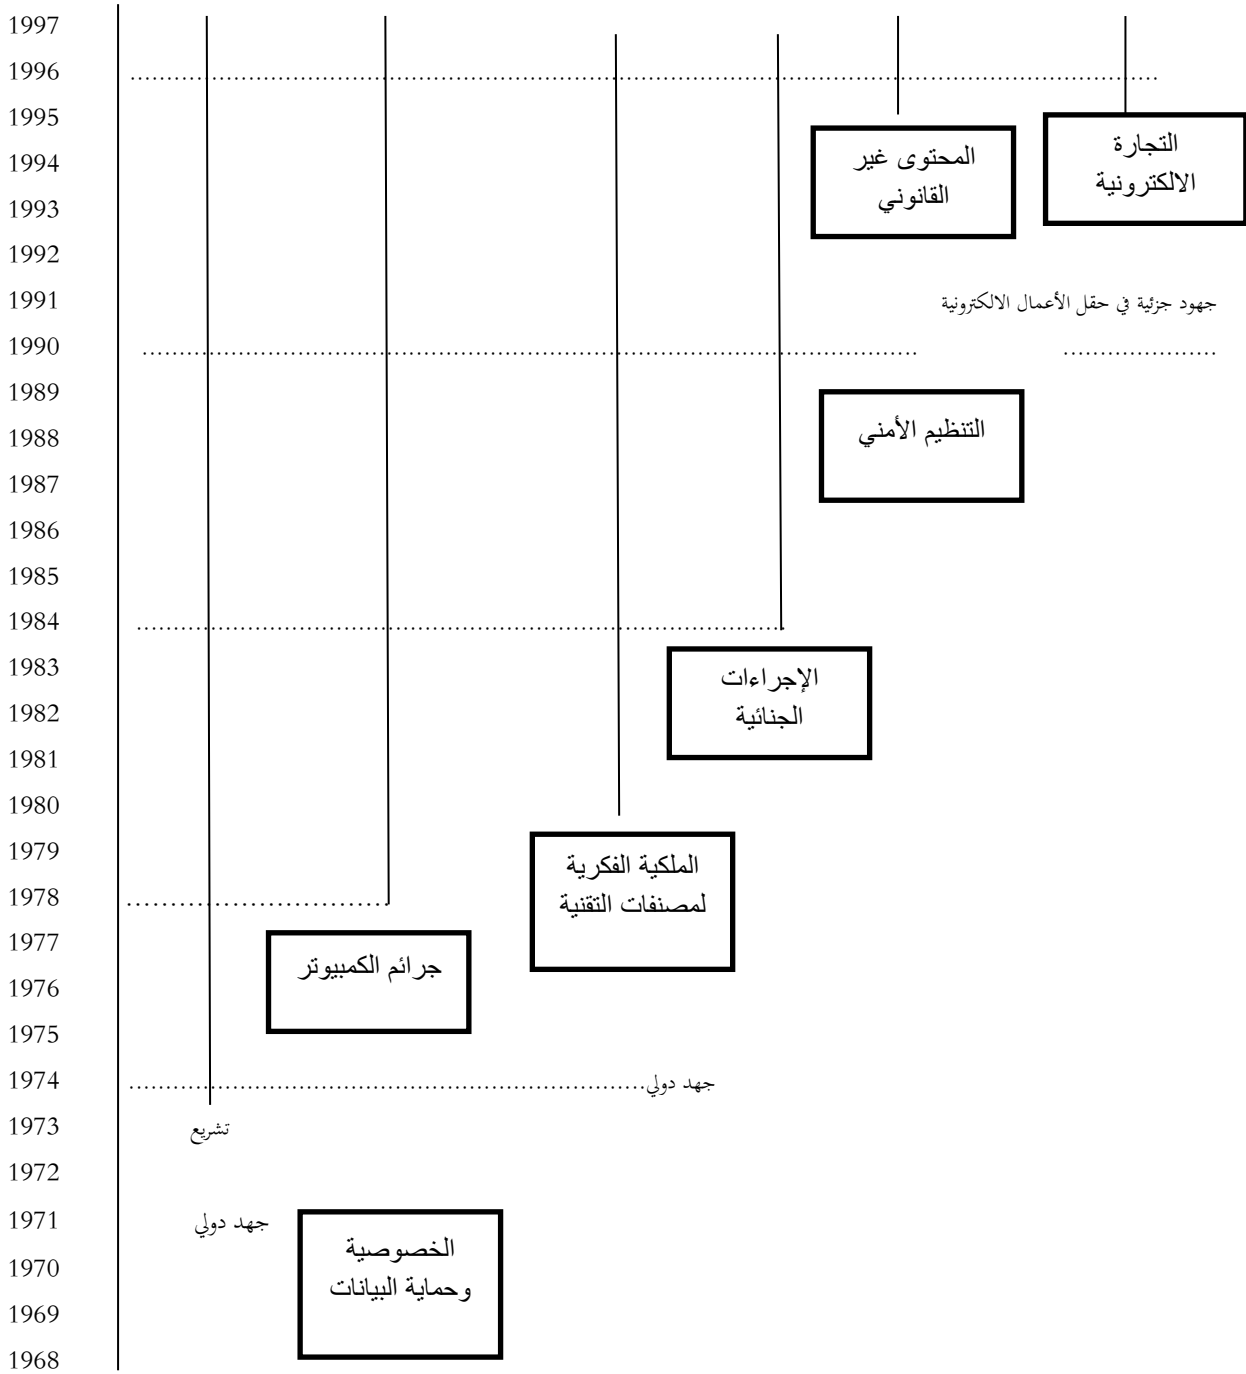 1997
1996
1995
التجارة
الالكترونية
المحتوى غير
القانوني
1994
1993
1992
1991
جهود جزئية في حقل الأعمال الالكترونية
1990
1989
التنظيم الأمني
1988
1987
1986
1985
1984
1983
الإجراءات
الجنائية
1982
1981
1980
1979
الملكية الفكرية
لمصنفات التقنية
1978
1977
جرائم الكمبيوتر
1976
1975
1974
جهد دولي
1973
تشريع
1972
1971
جهد دولي
الخصوصية
وحماية البيانات
1970
1969
1968